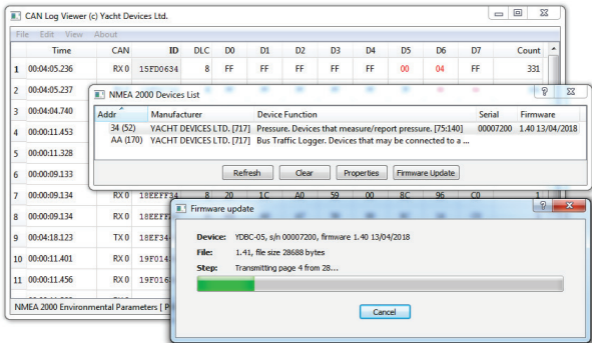 CAN Log Viewer (c) Yacht Devices Ltd.
File Edit View About
Time CAN ID DLC D0 D1 D2 D3 D4 D5 D6 D7 Count
1 00:04:05.236 RX 0 15FD0634 8 FF FF FF FF FF 00 04 FF 331
2 00:04:05.237
NMEA 2000 Devices List
3 00:04:04.740
Addr Manufacturer Device Function Serial Firmware
34 (52) YACHT DEVICES LTD. [717] Pressure. Devices that measure/report pressure. [75:140] 00007200 1.40 13/04/2018
4 00:00:11.453
AA (170) YACHT DEVICES LTD. [717] Bus Traffic Logger. Devices that may be connected to a ...
5 00:00:11.328
6 00:00:09.133
Refresh Clear Properties Firmware Update
7 00:00:09.134 RX 0 18EEFF34 8 20 1C A0 59 00 8C 96 C0 1
8 00:00:09.134 RX 0
Firmware update
9 00:04:18.123 TX 0
Device: YDBC-05, s/n 00007200, firmware 1.40 13/04/2018
10 00:00:11.401 RX 0
File: 1.41, file size 28688 bytes
11 00:00:11.456 RX 0
Step: Transmitting page 4 from 28...
NMEA 2000 Environmental Parameters [
Cancel